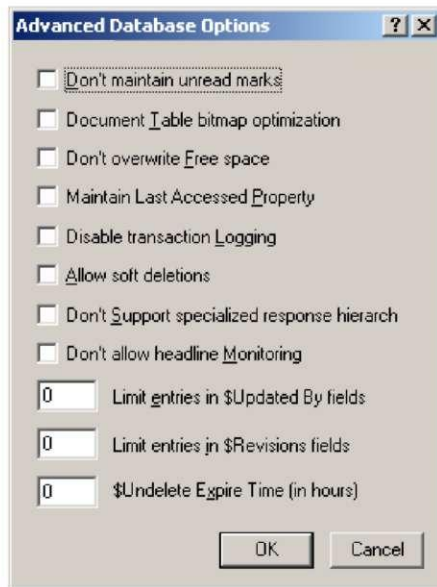 Advanced Database Options ? X
Don't maintain unread marks
Document Table bitmap optimization
Don't overwrite Free space
Maintain Last Accessed Property
Disable transaction Logging
Allow soft deletions
Don't Support specialized response hierarch
Don't allow headline Monitoring
0 Limit entries in $Updated By fields
0 Limit entries in $Revisions fields
0 $Undelete Expire Time (in hours)
OK Cancel